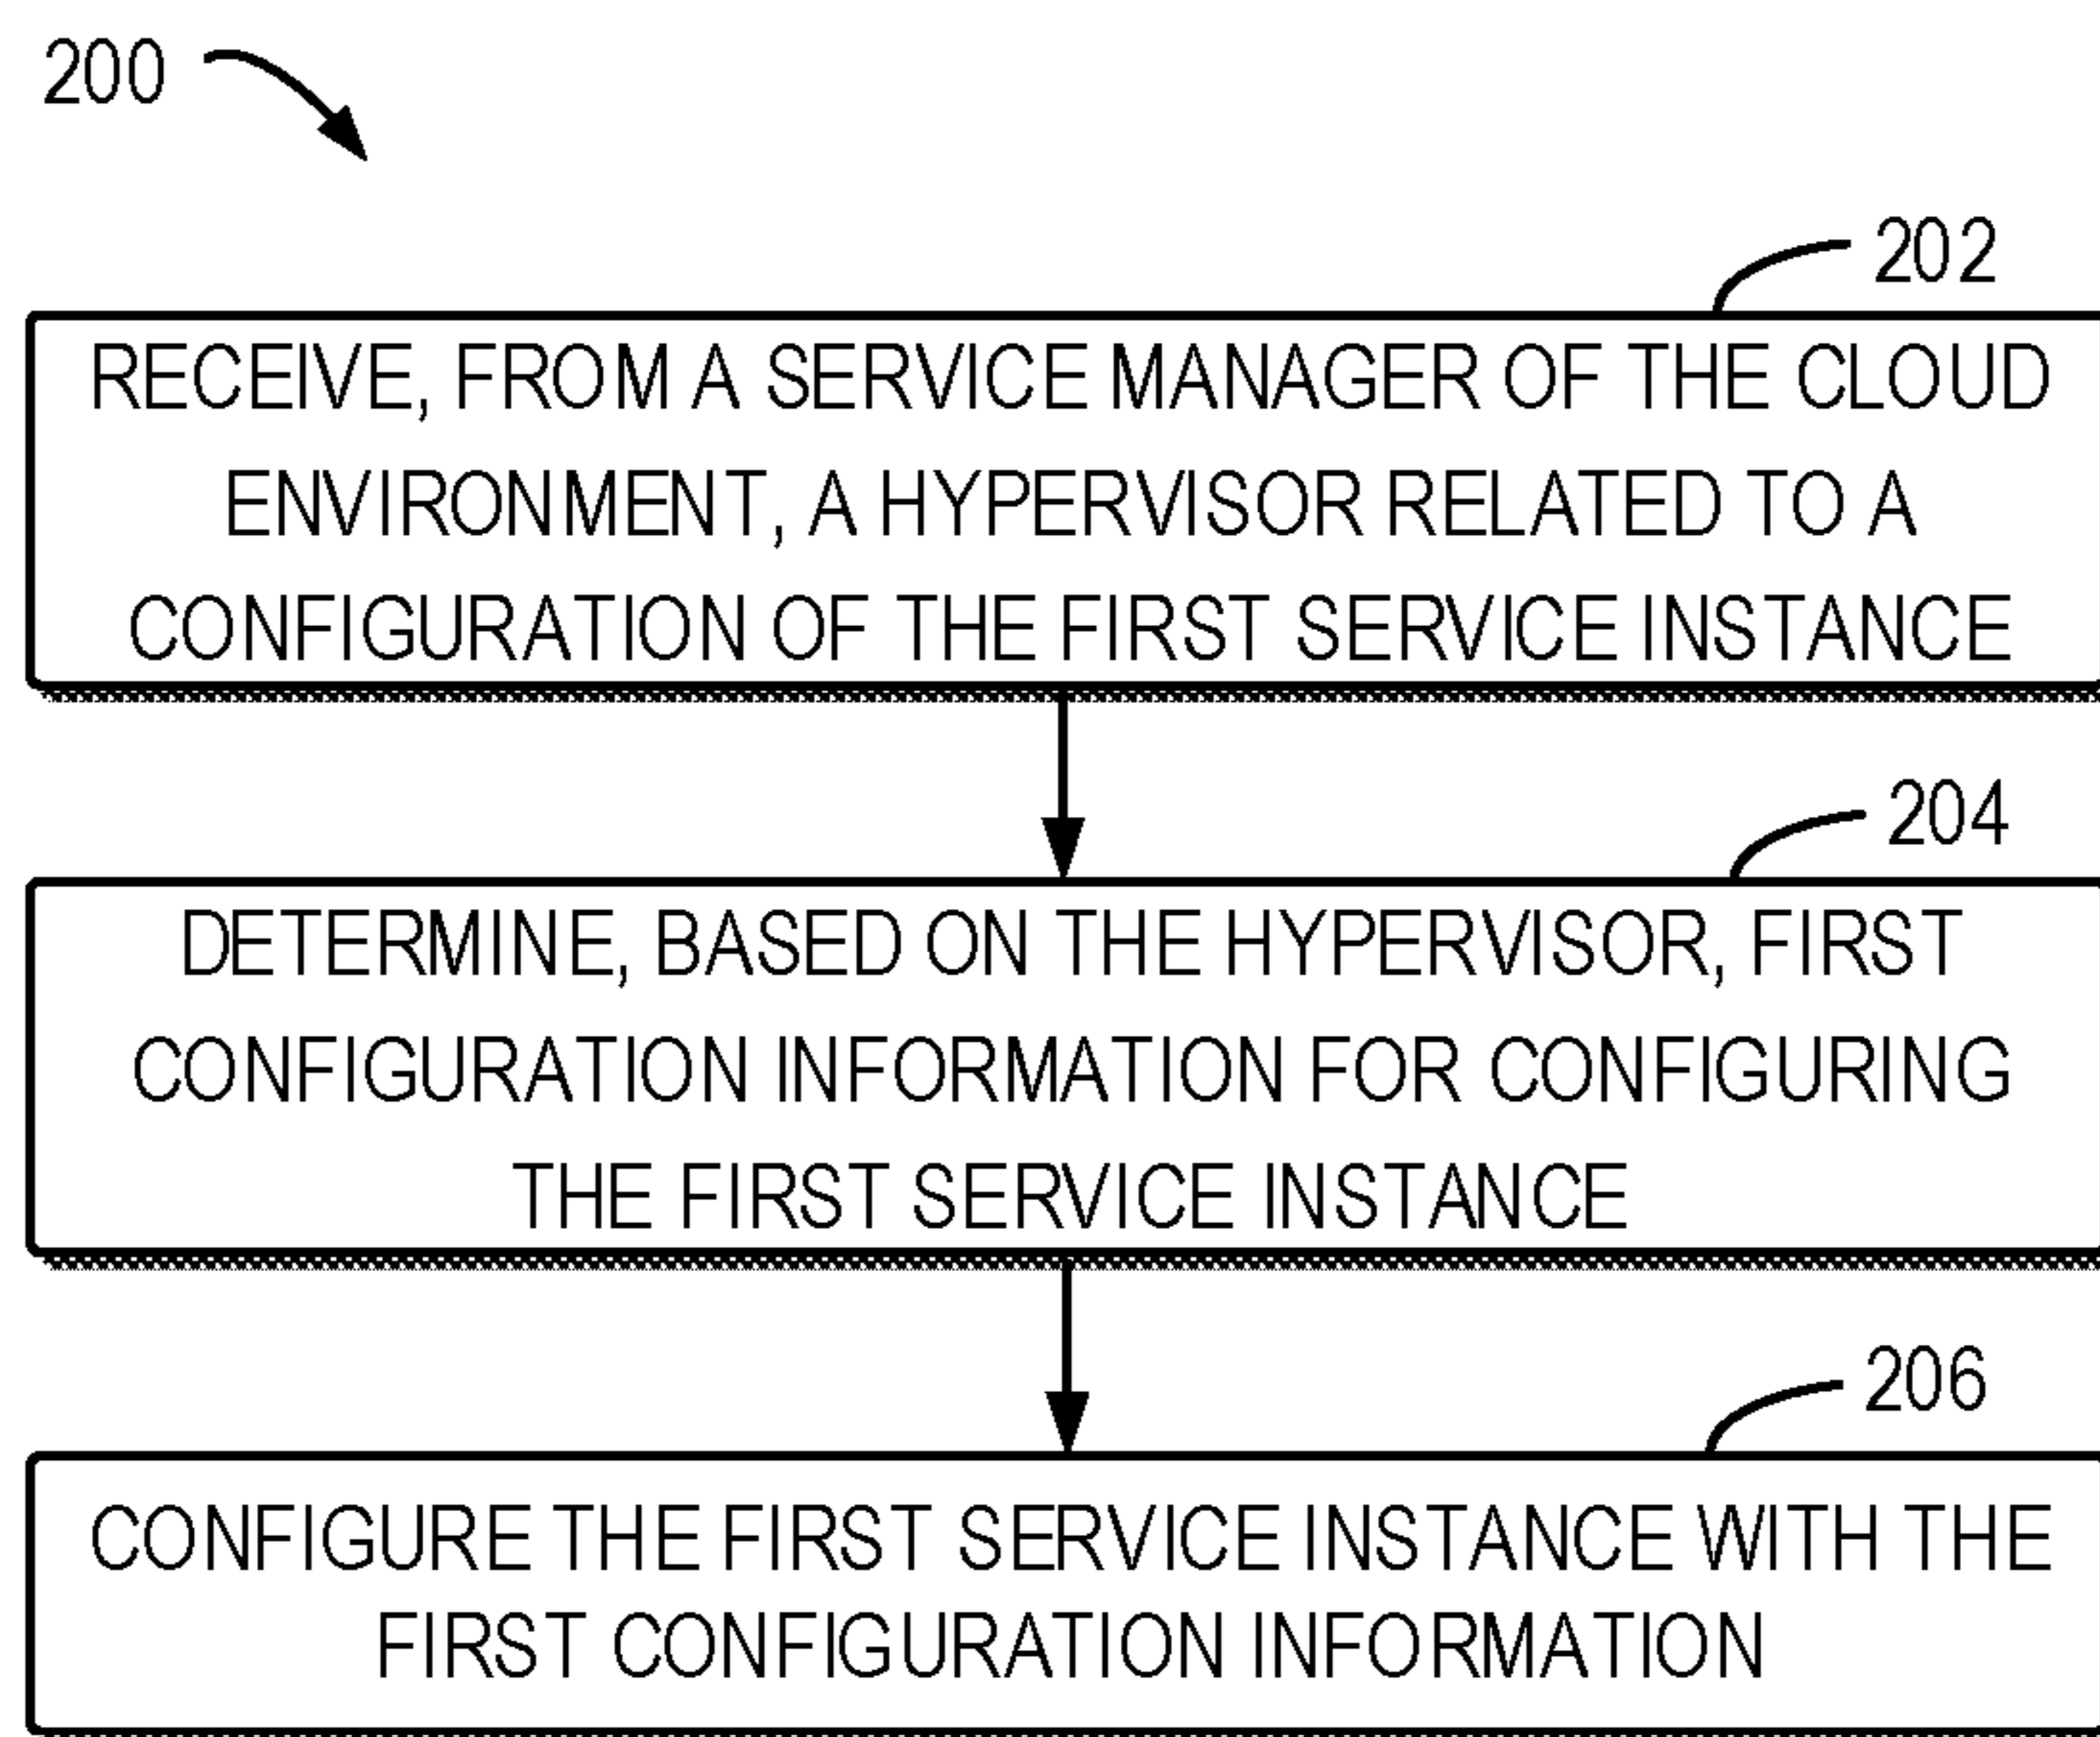 200
202
RECEIVE, FROM A SERVICE MANAGER OF THE CLOUD
ENVIRONMENT, A HYPERVISOR RELATED TO A
CONFIGURATION OF THE FIRST SERVICE INSTANCE
204
DETERMINE, BASED ON THE HYPERVISOR, FIRST
CONFIGURATION INFORMATION FOR CONFIGURING
THE FIRST SERVICE INSTANCE
206
CONFIGURE THE FIRST SERVICE INSTANCE WITH THE
FIRST CONFIGURATION INFORMATION